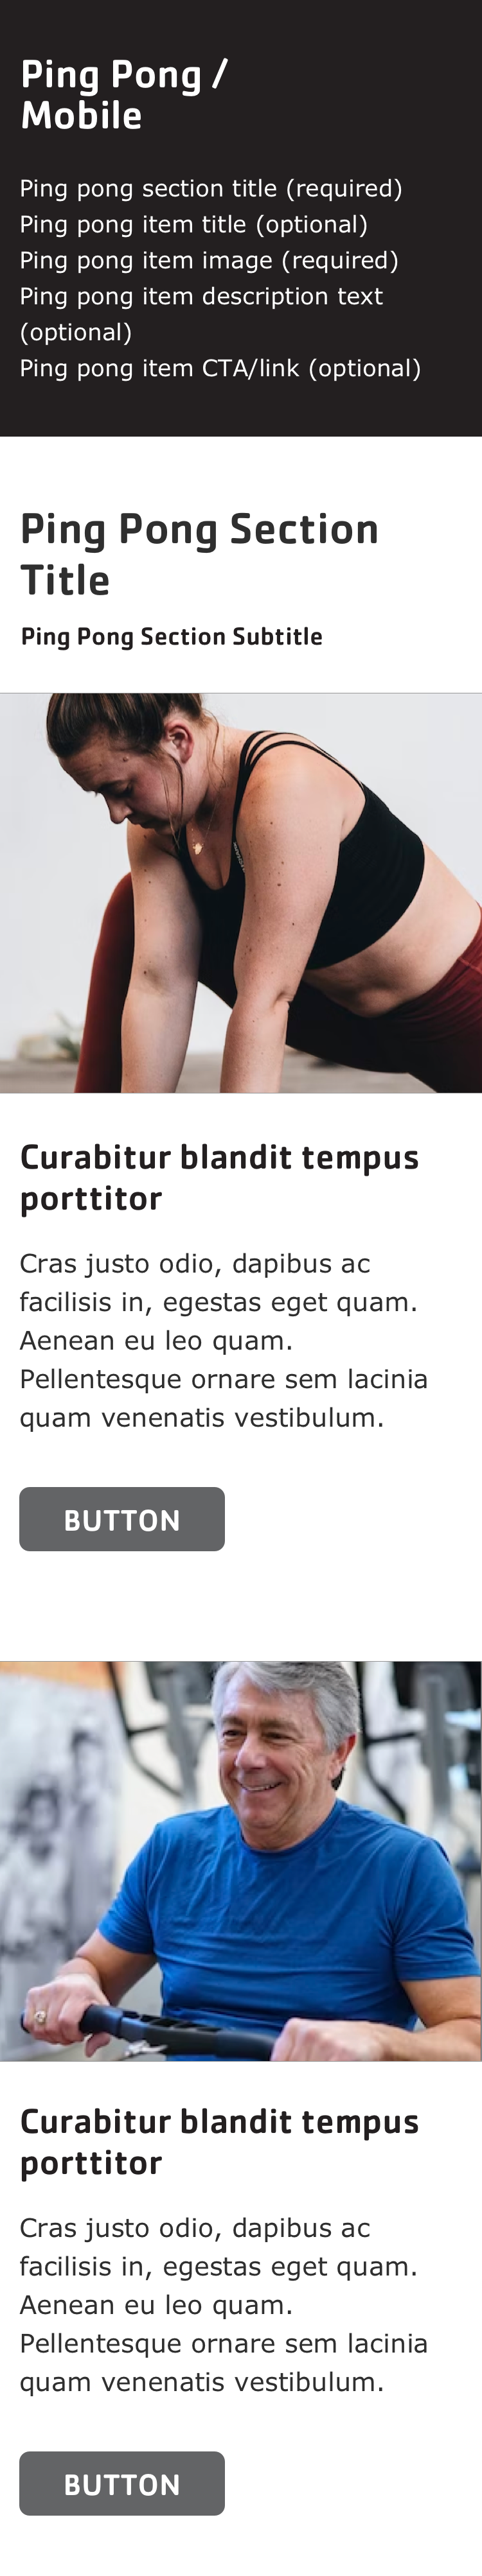 Ping Pong /
Mobile
Ping pong section title (required)
Ping pong item title (optional)
Ping pong item image (required)
Ping pong item description text
(optional)
Ping pong item CTA/link (optional)
Ping Pong Section
Title
Ping Pong Section Subtitle
Curabitur blandit tempus
porttitor
Cras justo odio, dapibus ac
facilisis in, egestas eget quam.
Aenean eu leo quam.
Pellentesque ornare sem lacinia
quam venenatis vestibulum.
BUTTON
Curabitur blandit tempus
porttitor
Cras justo odio, dapibus ac
facilisis in, egestas eget quam.
Aenean eu leo quam.
Pellentesque ornare sem lacinia
quam venenatis vestibulum.
BUTTON